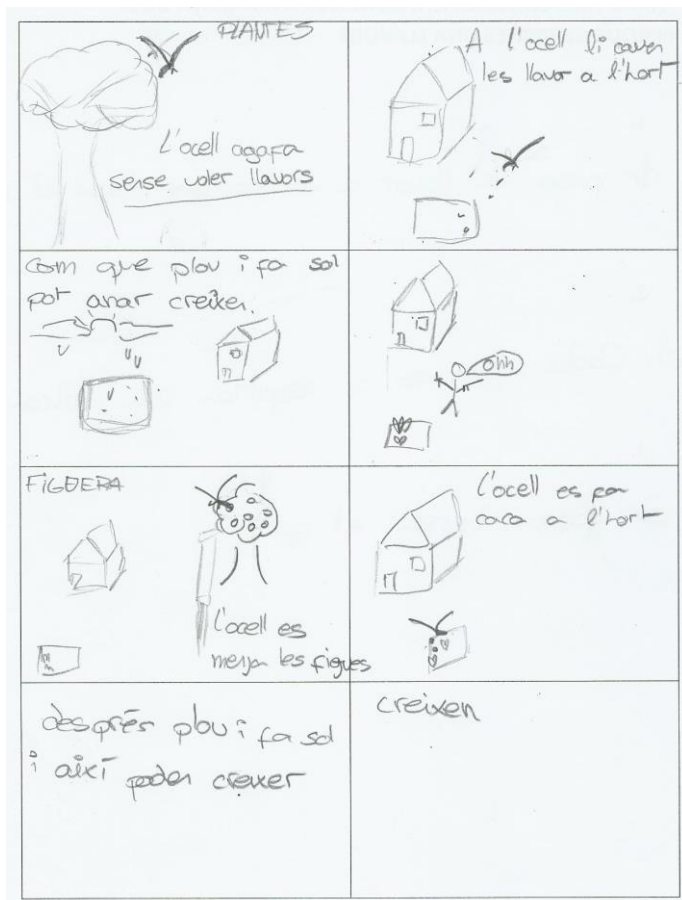 PLANTES
L'ocell agafa
sense voler llavors
A l'ocell li cauen
les llavor a l'hort
Com que plou i fa sol
pot anar creixer.
Ohh
FIGUERA
L'ocell es
menja les figues
L'ocell es fa
caca a l'hort
després plou i fa sol
i així poden creixer
creixen